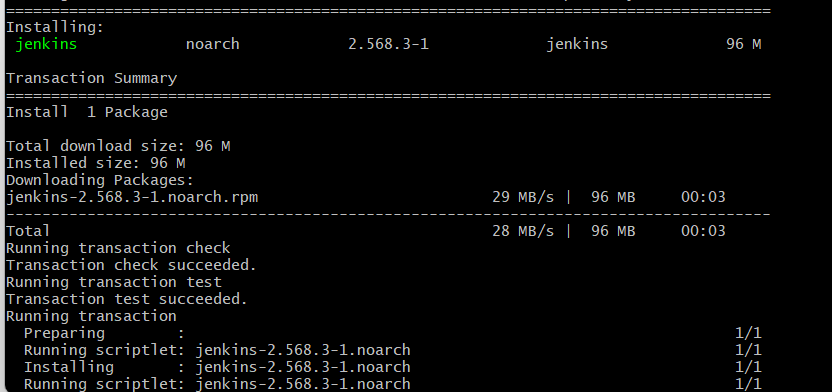 ================================================================================
Installing:
 jenkins            noarch            2.568.3-1             jenkins             96 M

Transaction Summary
================================================================================
Install  1 Package

Total download size: 96 M
Installed size: 96 M
Downloading Packages:
jenkins-2.568.3-1.noarch.rpm                          29 MB/s |  96 MB     00:03
--------------------------------------------------------------------------------
Total                                                 28 MB/s |  96 MB     00:03
Running transaction check
Transaction check succeeded.
Running transaction test
Transaction test succeeded.
Running transaction
  Preparing        :                                                             1/1
  Running scriptlet: jenkins-2.568.3-1.noarch                                    1/1
  Installing       : jenkins-2.568.3-1.noarch                                    1/1
  Running scriptlet: jenkins-2.568.3-1.noarch                                    1/1